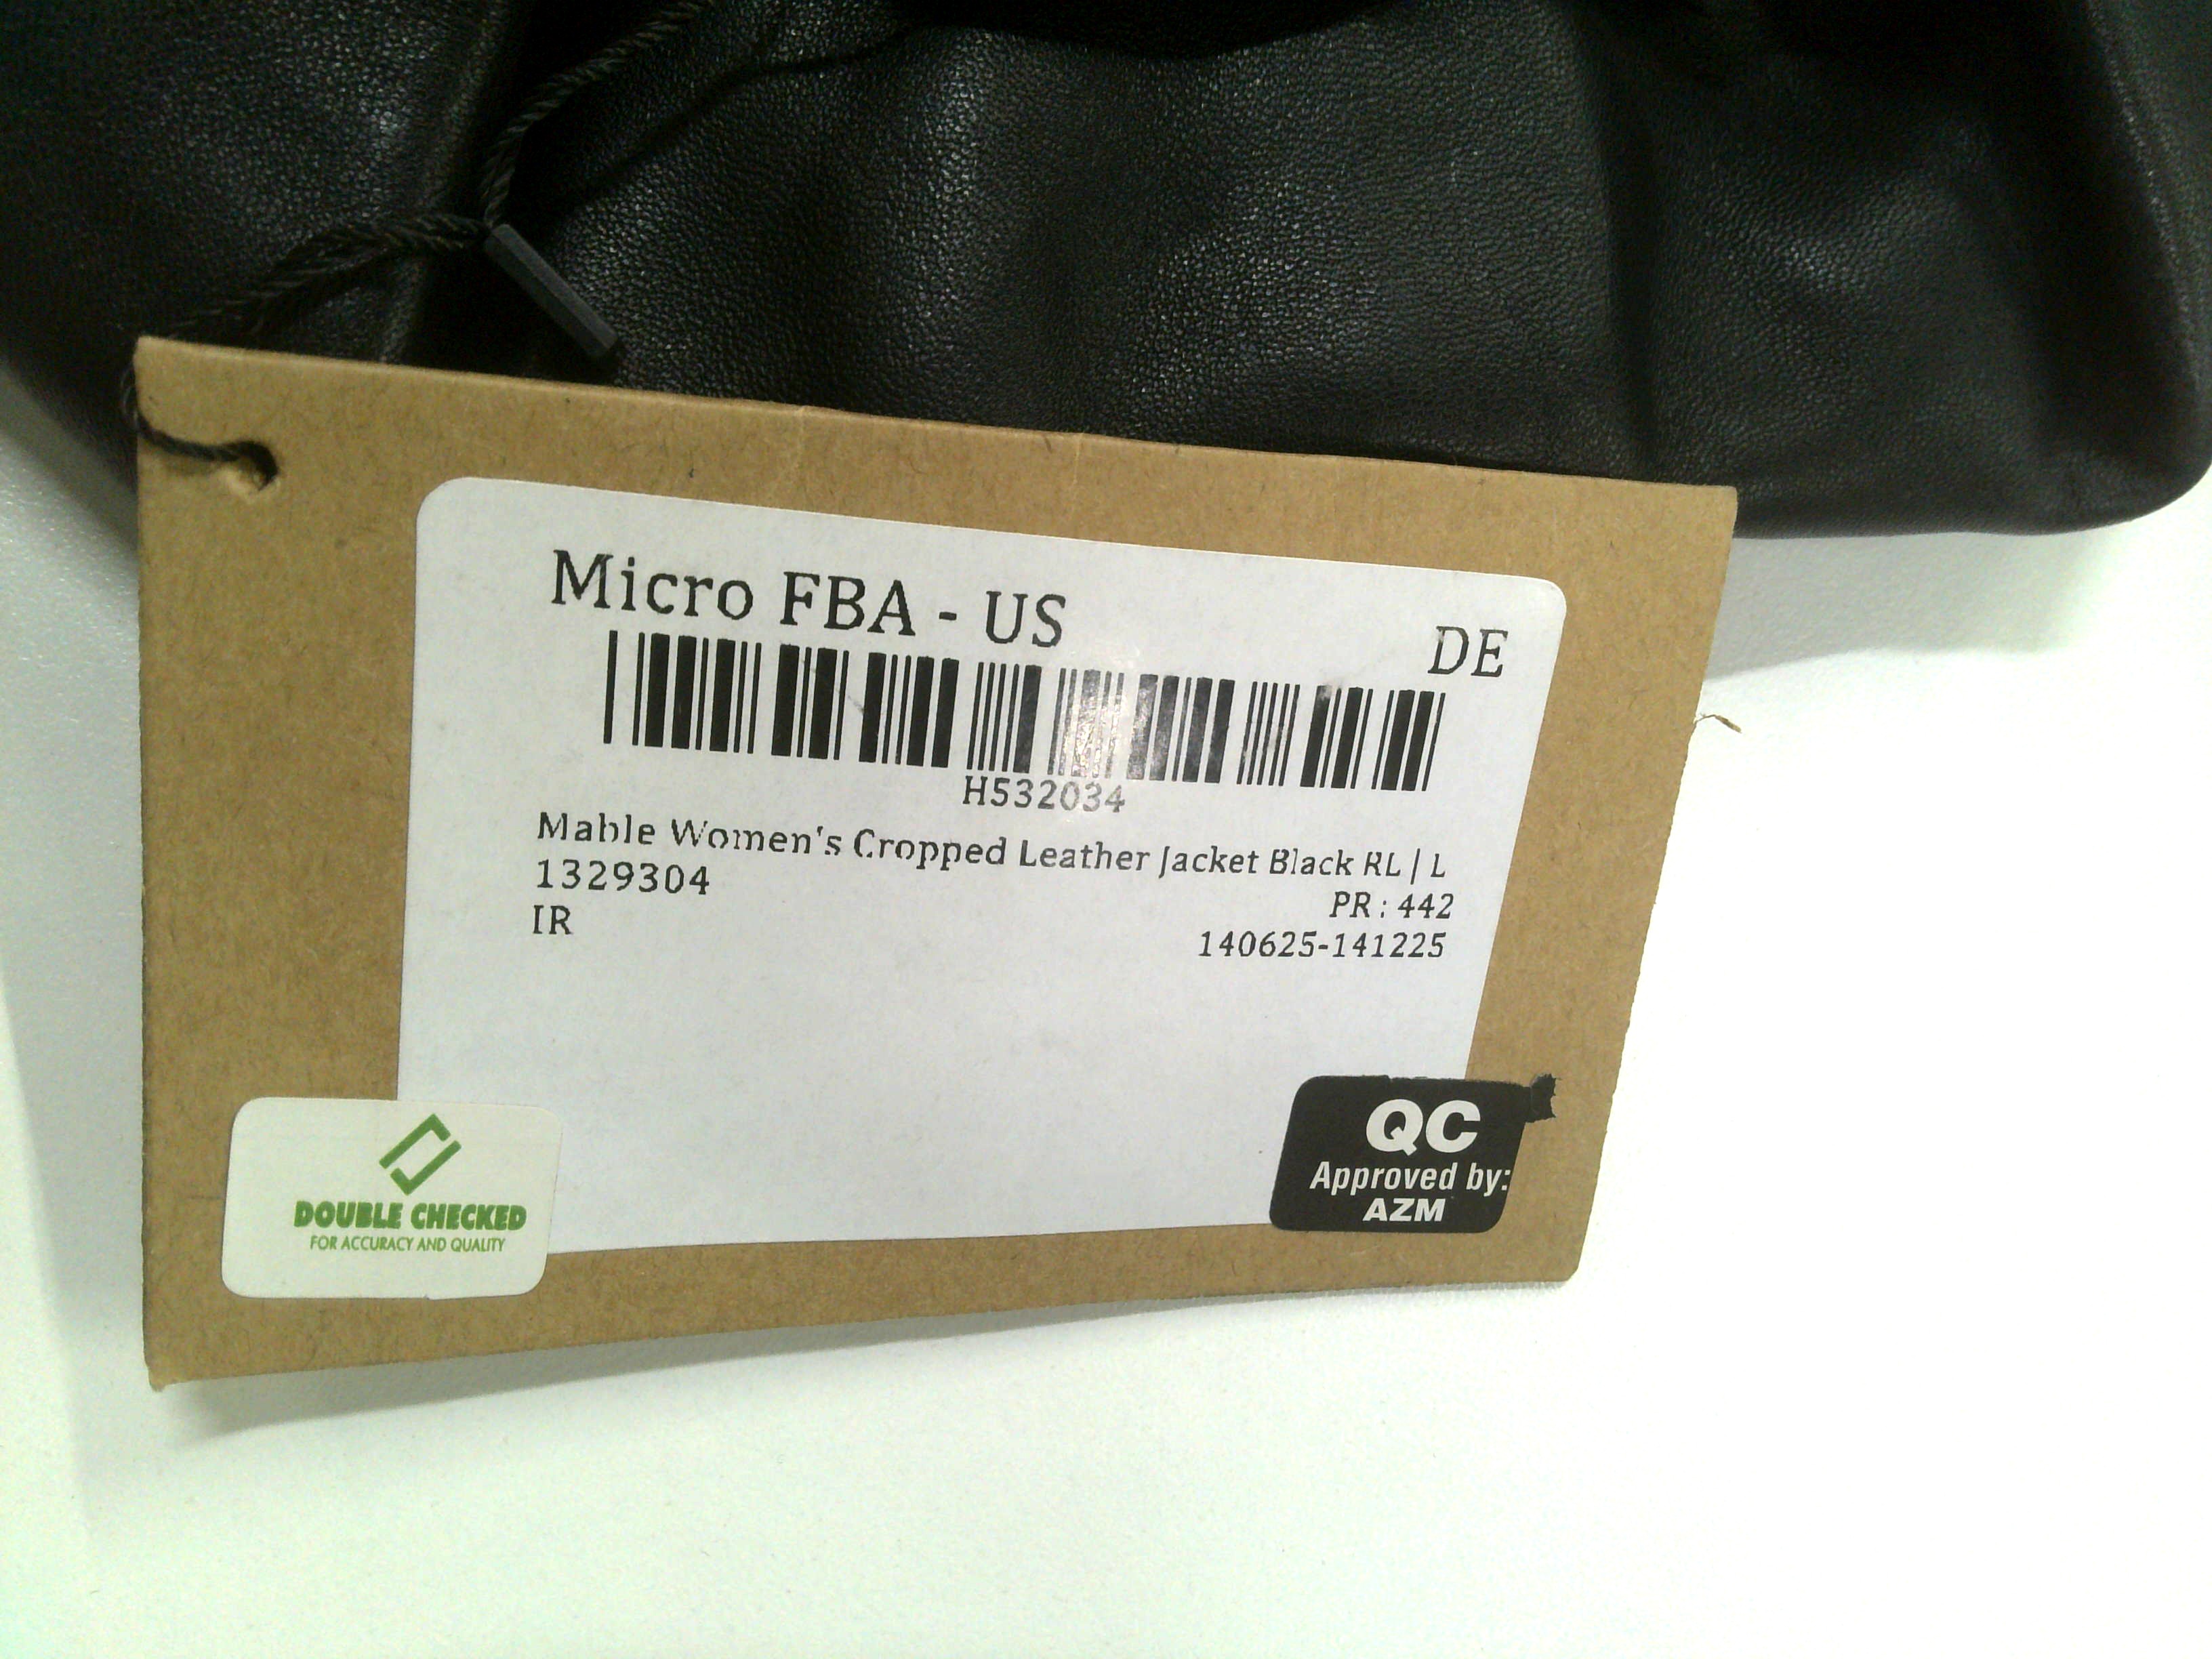 Micro FBA - US
DE
H532034
Mable Women's Cropped Leather Jacket Black RL | L
1329304
PR : 442
IR
140625-141225
DOUBLE CHECKED
FOR ACCURACY AND QUALITY
QC
Approved by:
AZM